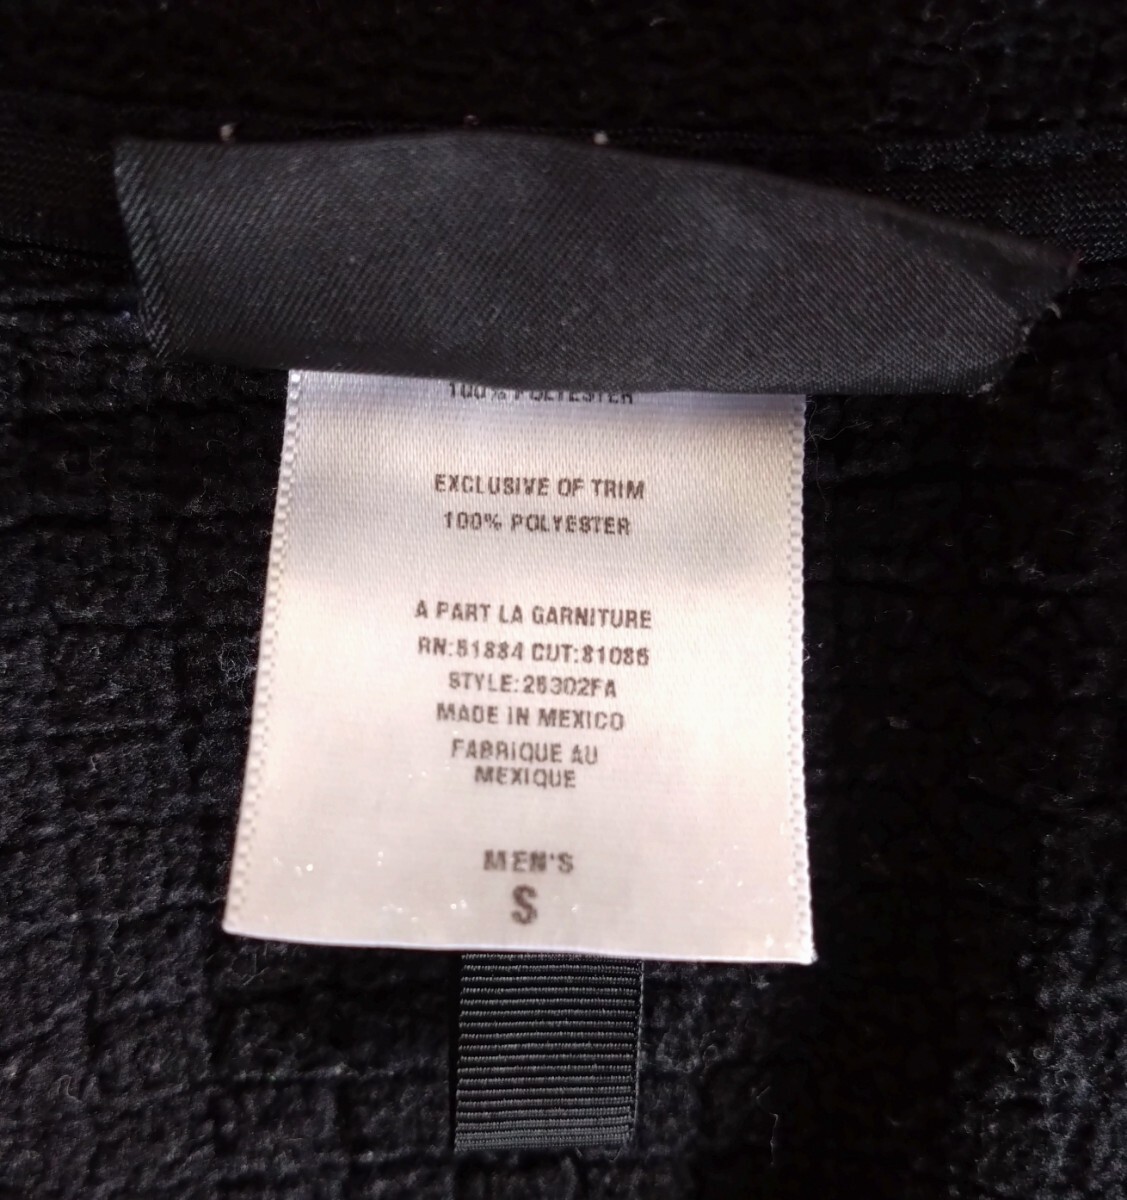 100% POLYESTER
EXCLUSIVE OF TRIM
100% POLYESTER
A PART LA GARNITURE
RN:51884 CUT:81086
STYLE:25302FA
MADE IN MEXICO
FABRIQUE AU
MEXIQUE
MEN'S
S